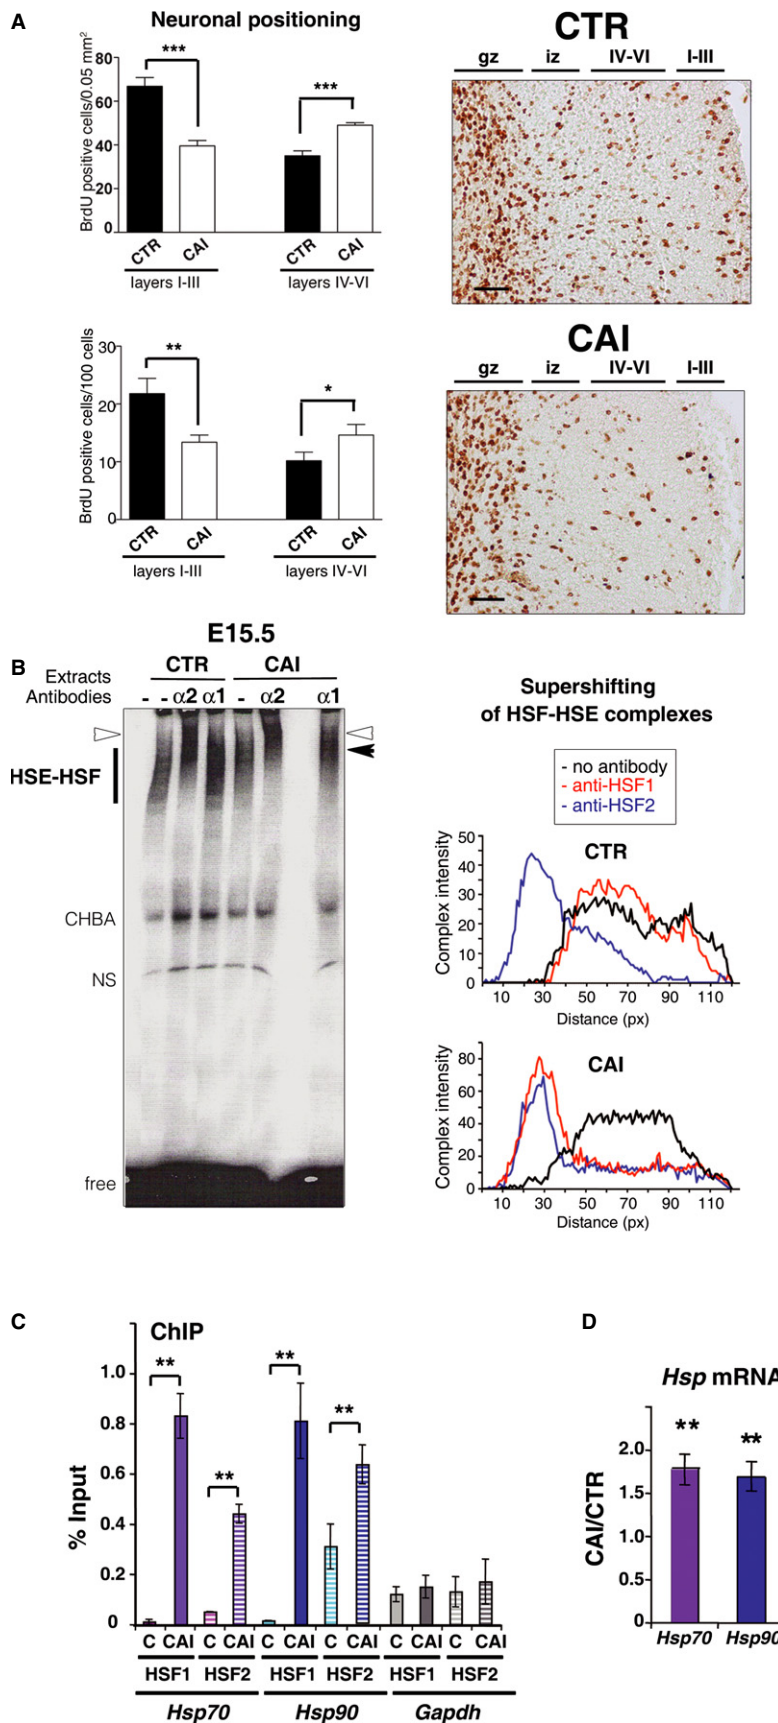 A
Neuronal positioning
BrdU positive cells/0.05 mm²
80
60
40
20
0
***
***
CTR
CAI
CTR
CAI
layers I-III
layers IV-VI
CTR
gz
iz
IV-VI
I-III
BrdU positive cells/100 cells
30
20
10
0
**
*
CTR
CAI
CTR
CAI
layers I-III
layers IV-VI
CAI
gz
iz
IV-VI
I-III
B
E15.5
Extracts
CTR
CAI
Antibodies
- - α2 α1 - α2 α1
HSE-HSF
CHBA
NS
free
Supershifting
of HSF-HSE complexes
- no antibody
- anti-HSF1
- anti-HSF2
CTR
Complex intensity
50
40
30
20
10
0
10 30 50 70 90 110
Distance (px)
CAI
Complex intensity
80
60
40
20
0
10 30 50 70 90 110
Distance (px)
C
ChIP
% Input
1.0
0.8
0.6
0.4
0.2
0
**
**
**
**
C CAI C CAI C CAI C CAI C CAI C CAI
HSF1 HSF2 HSF1 HSF2 HSF1 HSF2
Hsp70 Hsp90 Gapdh
D
Hsp mRNA
CAI/CTR
2.0
1.5
1.0
0.5
0
**
**
Hsp70 Hsp90